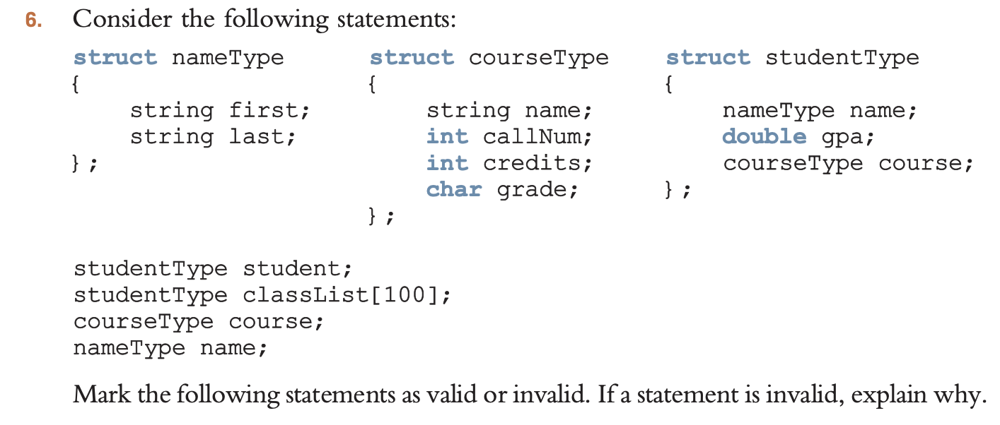 6. Consider the following statements:
struct nameType struct courseType struct studentType
{ { {
string first; string name; nameType name;
string last; int callNum; double gpa;
}; int credits; courseType course;
char grade; };
};
studentType student;
studentType classList[100];
courseType course;
nameType name;
Mark the following statements as valid or invalid. If a statement is invalid, explain why.